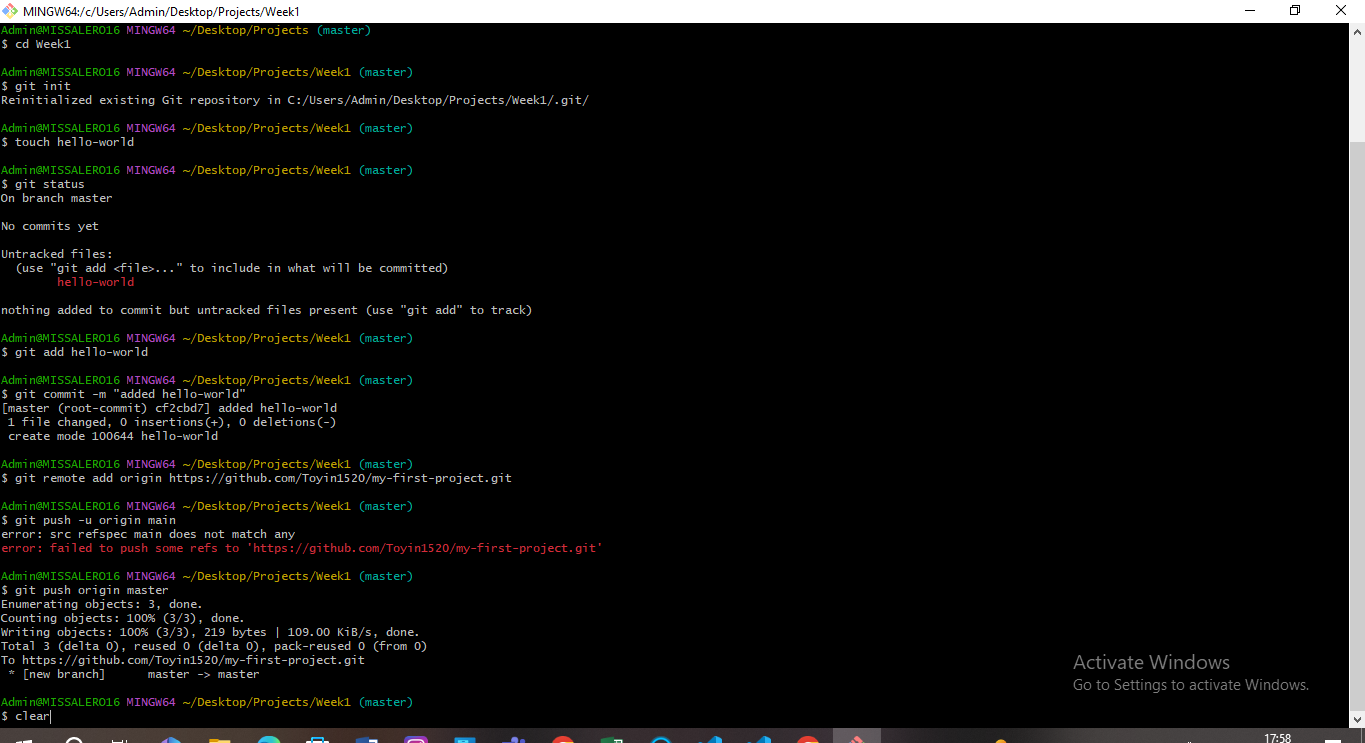 MINGW64:/c/Users/Admin/Desktop/Projects/Week1
Admin@MISSALERO16 MINGW64 ~/Desktop/Projects (master)
$ cd Week1
Admin@MISSALERO16 MINGW64 ~/Desktop/Projects/Week1 (master)
$ git init
Reinitialized existing Git repository in C:/Users/Admin/Desktop/Projects/Week1/.git/
Admin@MISSALERO16 MINGW64 ~/Desktop/Projects/Week1 (master)
$ touch hello-world
Admin@MISSALERO16 MINGW64 ~/Desktop/Projects/Week1 (master)
$ git status
On branch master
No commits yet
Untracked files:
(use "git add <file>..." to include in what will be committed)
hello-world
nothing added to commit but untracked files present (use "git add" to track)
Admin@MISSALERO16 MINGW64 ~/Desktop/Projects/Week1 (master)
$ git add hello-world
Admin@MISSALERO16 MINGW64 ~/Desktop/Projects/Week1 (master)
$ git commit -m "added hello-world"
[master (root-commit) cf2cbd7] added hello-world
1 file changed, 0 insertions(+), 0 deletions(-)
create mode 100644 hello-world
Admin@MISSALERO16 MINGW64 ~/Desktop/Projects/Week1 (master)
$ git remote add origin https://github.com/Toyin1520/my-first-project.git
Admin@MISSALERO16 MINGW64 ~/Desktop/Projects/Week1 (master)
$ git push -u origin main
error: src refspec main does not match any
error: failed to push some refs to 'https://github.com/Toyin1520/my-first-project.git'
Admin@MISSALERO16 MINGW64 ~/Desktop/Projects/Week1 (master)
$ git push origin master
Enumerating objects: 3, done.
Counting objects: 100% (3/3), done.
Writing objects: 100% (3/3), 219 bytes | 109.00 KiB/s, done.
Total 3 (delta 0), reused 0 (delta 0), pack-reused 0 (from 0)
To https://github.com/Toyin1520/my-first-project.git
* [new branch] master -> master
Admin@MISSALERO16 MINGW64 ~/Desktop/Projects/Week1 (master)
$ clear
Activate Windows
Go to Settings to activate Windows.
17:58